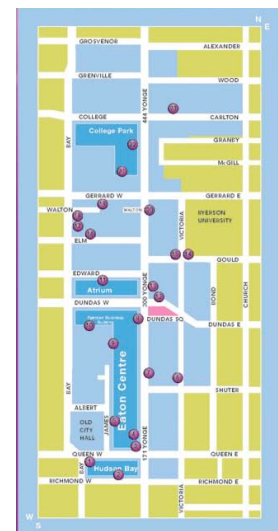 N
E
GROSVENOR
ALEXANDER
GRENVILLE
WOOD
444 YONGE
COLLEGE
CARLTON
College Park
BAY
GRANBY
McGILL
GERRARD W
GERRARD E
WALTON
WALTON
RYERSON
UNIVERSITY
VICTORIA
ELM
GOULD
EDWARD
Atrium
300 YONGE
BOND
CHURCH
DUNDAS W
DUNDAS SQ.
DUNDAS E
Eaton Centre
BAY
SHUTER
ALBERT
JAMES
OLD
CITY
HALL
171 YONGE
QUEEN W
QUEEN E
BAY
Hudson Bay
RICHMOND W
RICHMOND E
VICTORIA
W
S